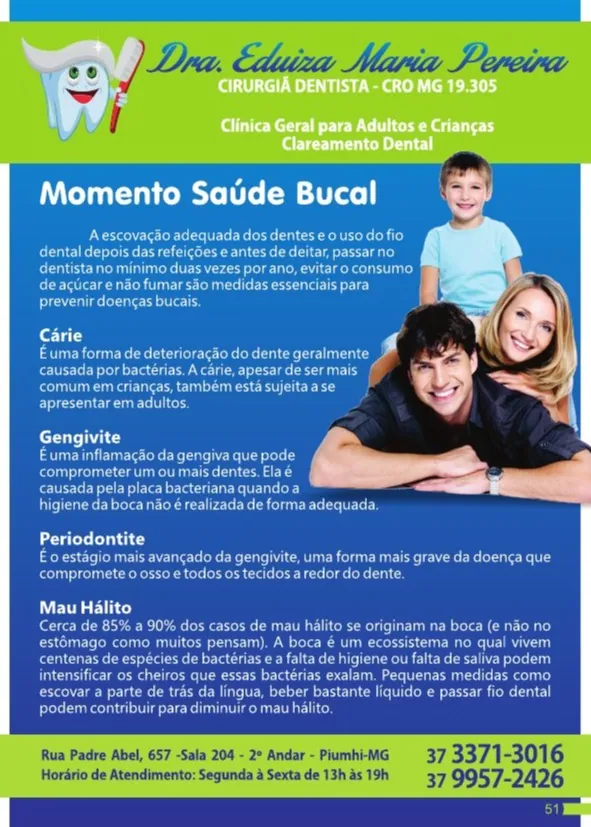 Dra. Eduiza Maria Pereira
CIRURGIÃ DENTISTA - CRO MG 19.305
Clínica Geral para Adultos e Crianças
Clareamento Dental
Momento Saúde Bucal
A escovação adequada dos dentes e o uso do fio
dental depois das refeições e antes de deitar, passar no
dentista no mínimo duas vezes por ano, evitar o consumo
de açúcar e não fumar são medidas essenciais para
prevenir doenças bucais.
Cárie
É uma forma de deterioração do dente geralmente
causada por bactérias. A cárie, apesar de ser mais
comum em crianças, também está sujeita a se
apresentar em adultos.
Gengivite
É uma inflamação da gengiva que pode
comprometer um ou mais dentes. Ela é
causada pela placa bacteriana quando a
higiene da boca não é realizada de forma adequada.
Periodontite
É o estágio mais avançado da gengivite, uma forma mais grave da doença que
compromete o osso e todos os tecidos a redor do dente.
Mau Hálito
Cerca de 85% a 90% dos casos de mau hálito se originam na boca (e não no
estômago como muitos pensam). A boca é um ecossistema no qual vivem
centenas de espécies de bactérias e a falta de higiene ou falta de saliva podem
intensificar os cheiros que essas bactérias exalam. Pequenas medidas como
escovar a parte de trás da língua, beber bastante líquido e passar fio dental
podem contribuir para diminuir o mau hálito.
Rua Padre Abel, 657 -Sala 204 - 2º Andar - Piumhi-MG
Horário de Atendimento: Segunda à Sexta de 13h às 19h
37 3371-3016
37 9957-2426
51